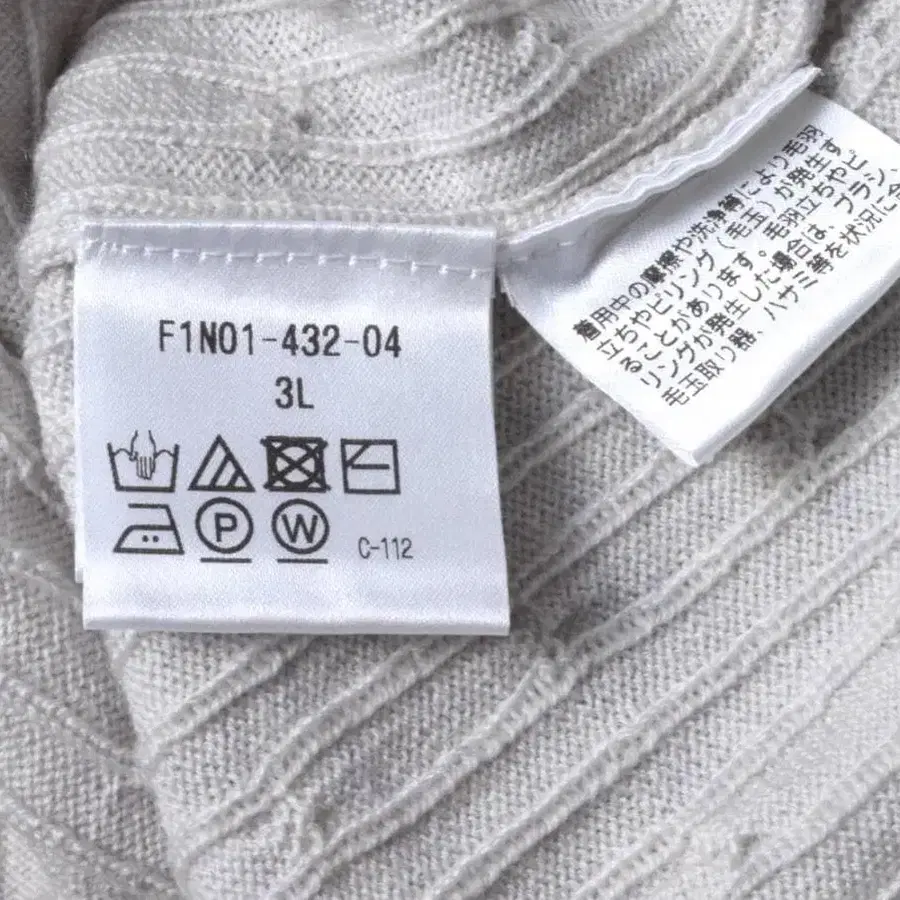 F1N01-432-04
3L
P W C-112
着用中の摩擦や洗浄等により毛羽
立ちやピリング(毛玉)が発生す
ることがあります。毛羽立ちやピ
リングが発生した場合は、ブラシ、
毛玉取り器、ハサミ等を状況に合